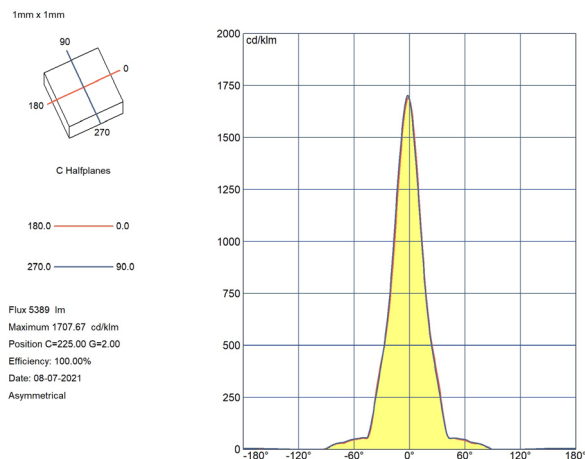 1mm x 1mm
90
0
180
270
C Halfplanes
180.0 0.0
270.0 90.0
Flux 5389 lm
Maximum 1707.67 cd/klm
Position C=225.00 G=2.00
Efficiency: 100.00%
Date: 08-07-2021
Asymmetrical
2000
cd/klm
1750
1500
1250
1000
750
500
250
0
-180° -120° -60° 0° 60° 120° 180°